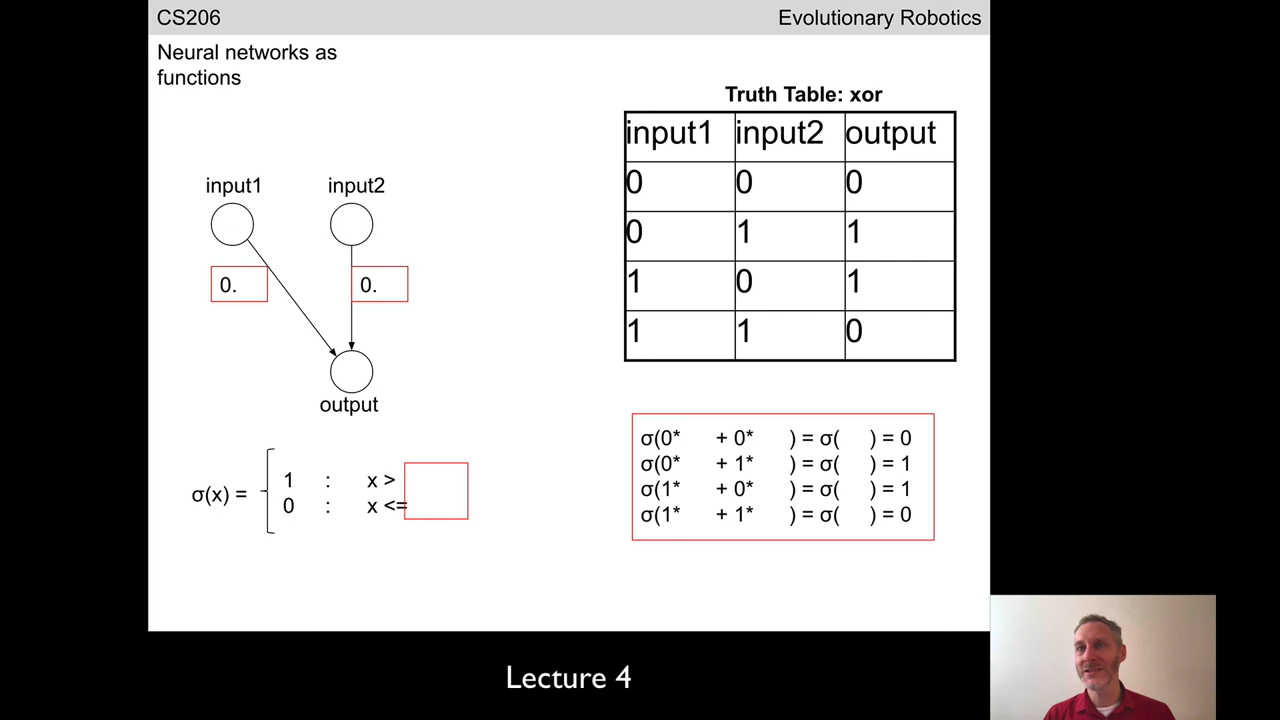 CS206
Evolutionary Robotics
Neural networks as
functions
Truth Table: xor
input1 input2 output
0 0 0
0 1 1
1 0 1
1 1 0
input1 input2
0. 0.
output
σ(x) =
1 : x >
0 : x <=
σ(0* + 0* ) = σ( ) = 0
σ(0* + 1* ) = σ( ) = 1
σ(1* + 0* ) = σ( ) = 1
σ(1* + 1* ) = σ( ) = 0
Lecture 4